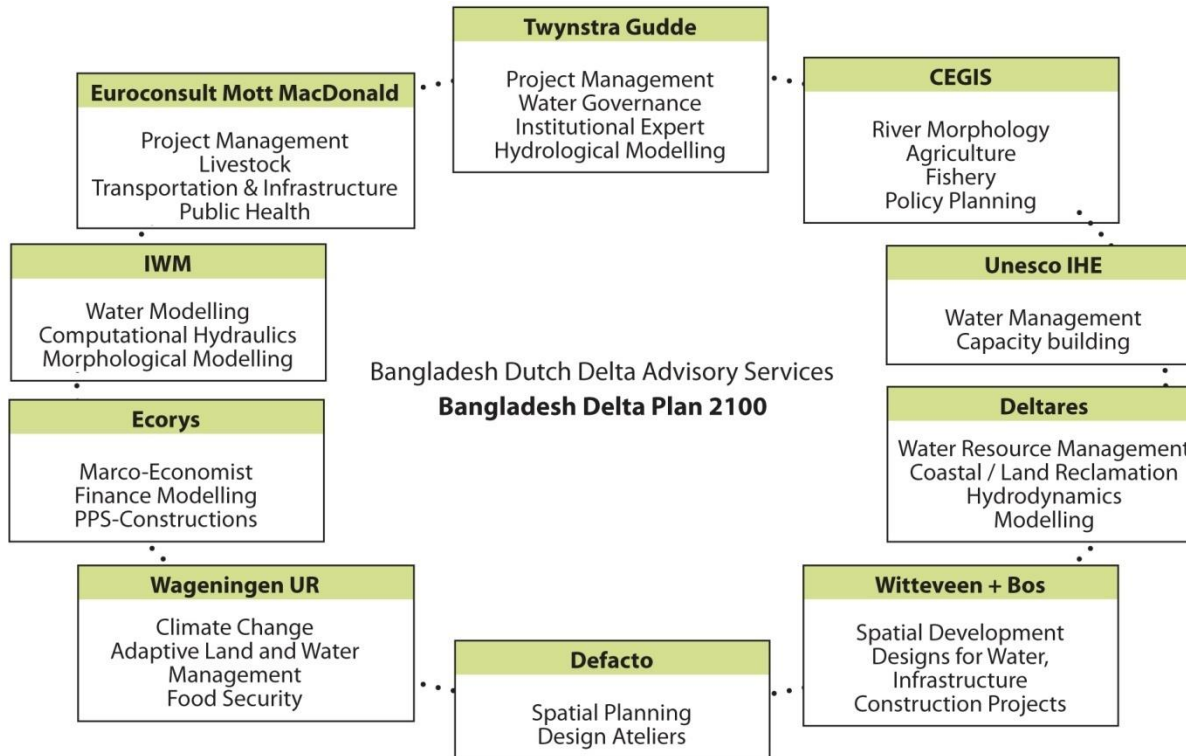 Twynstra Gudde
Project Management
Water Governance
Institutional Expert
Hydrological Modelling
Euroconsult Mott MacDonald
Project Management
Livestock
Transportation & Infrastructure
Public Health
CEGIS
River Morphology
Agriculture
Fishery
Policy Planning
IWM
Water Modelling
Computational Hydraulics
Morphological Modelling
Unesco IHE
Water Management
Capacity building
Bangladesh Dutch Delta Advisory Services
Bangladesh Delta Plan 2100
Ecorys
Marco-Economist
Finance Modelling
PPS-Constructions
Deltares
Water Resource Management
Coastal / Land Reclamation
Hydrodynamics
Modelling
Wageningen UR
Climate Change
Adaptive Land and Water
Management
Food Security
Defacto
Spatial Planning
Design Ateliers
Witteveen + Bos
Spatial Development
Designs for Water,
Infrastructure
Construction Projects